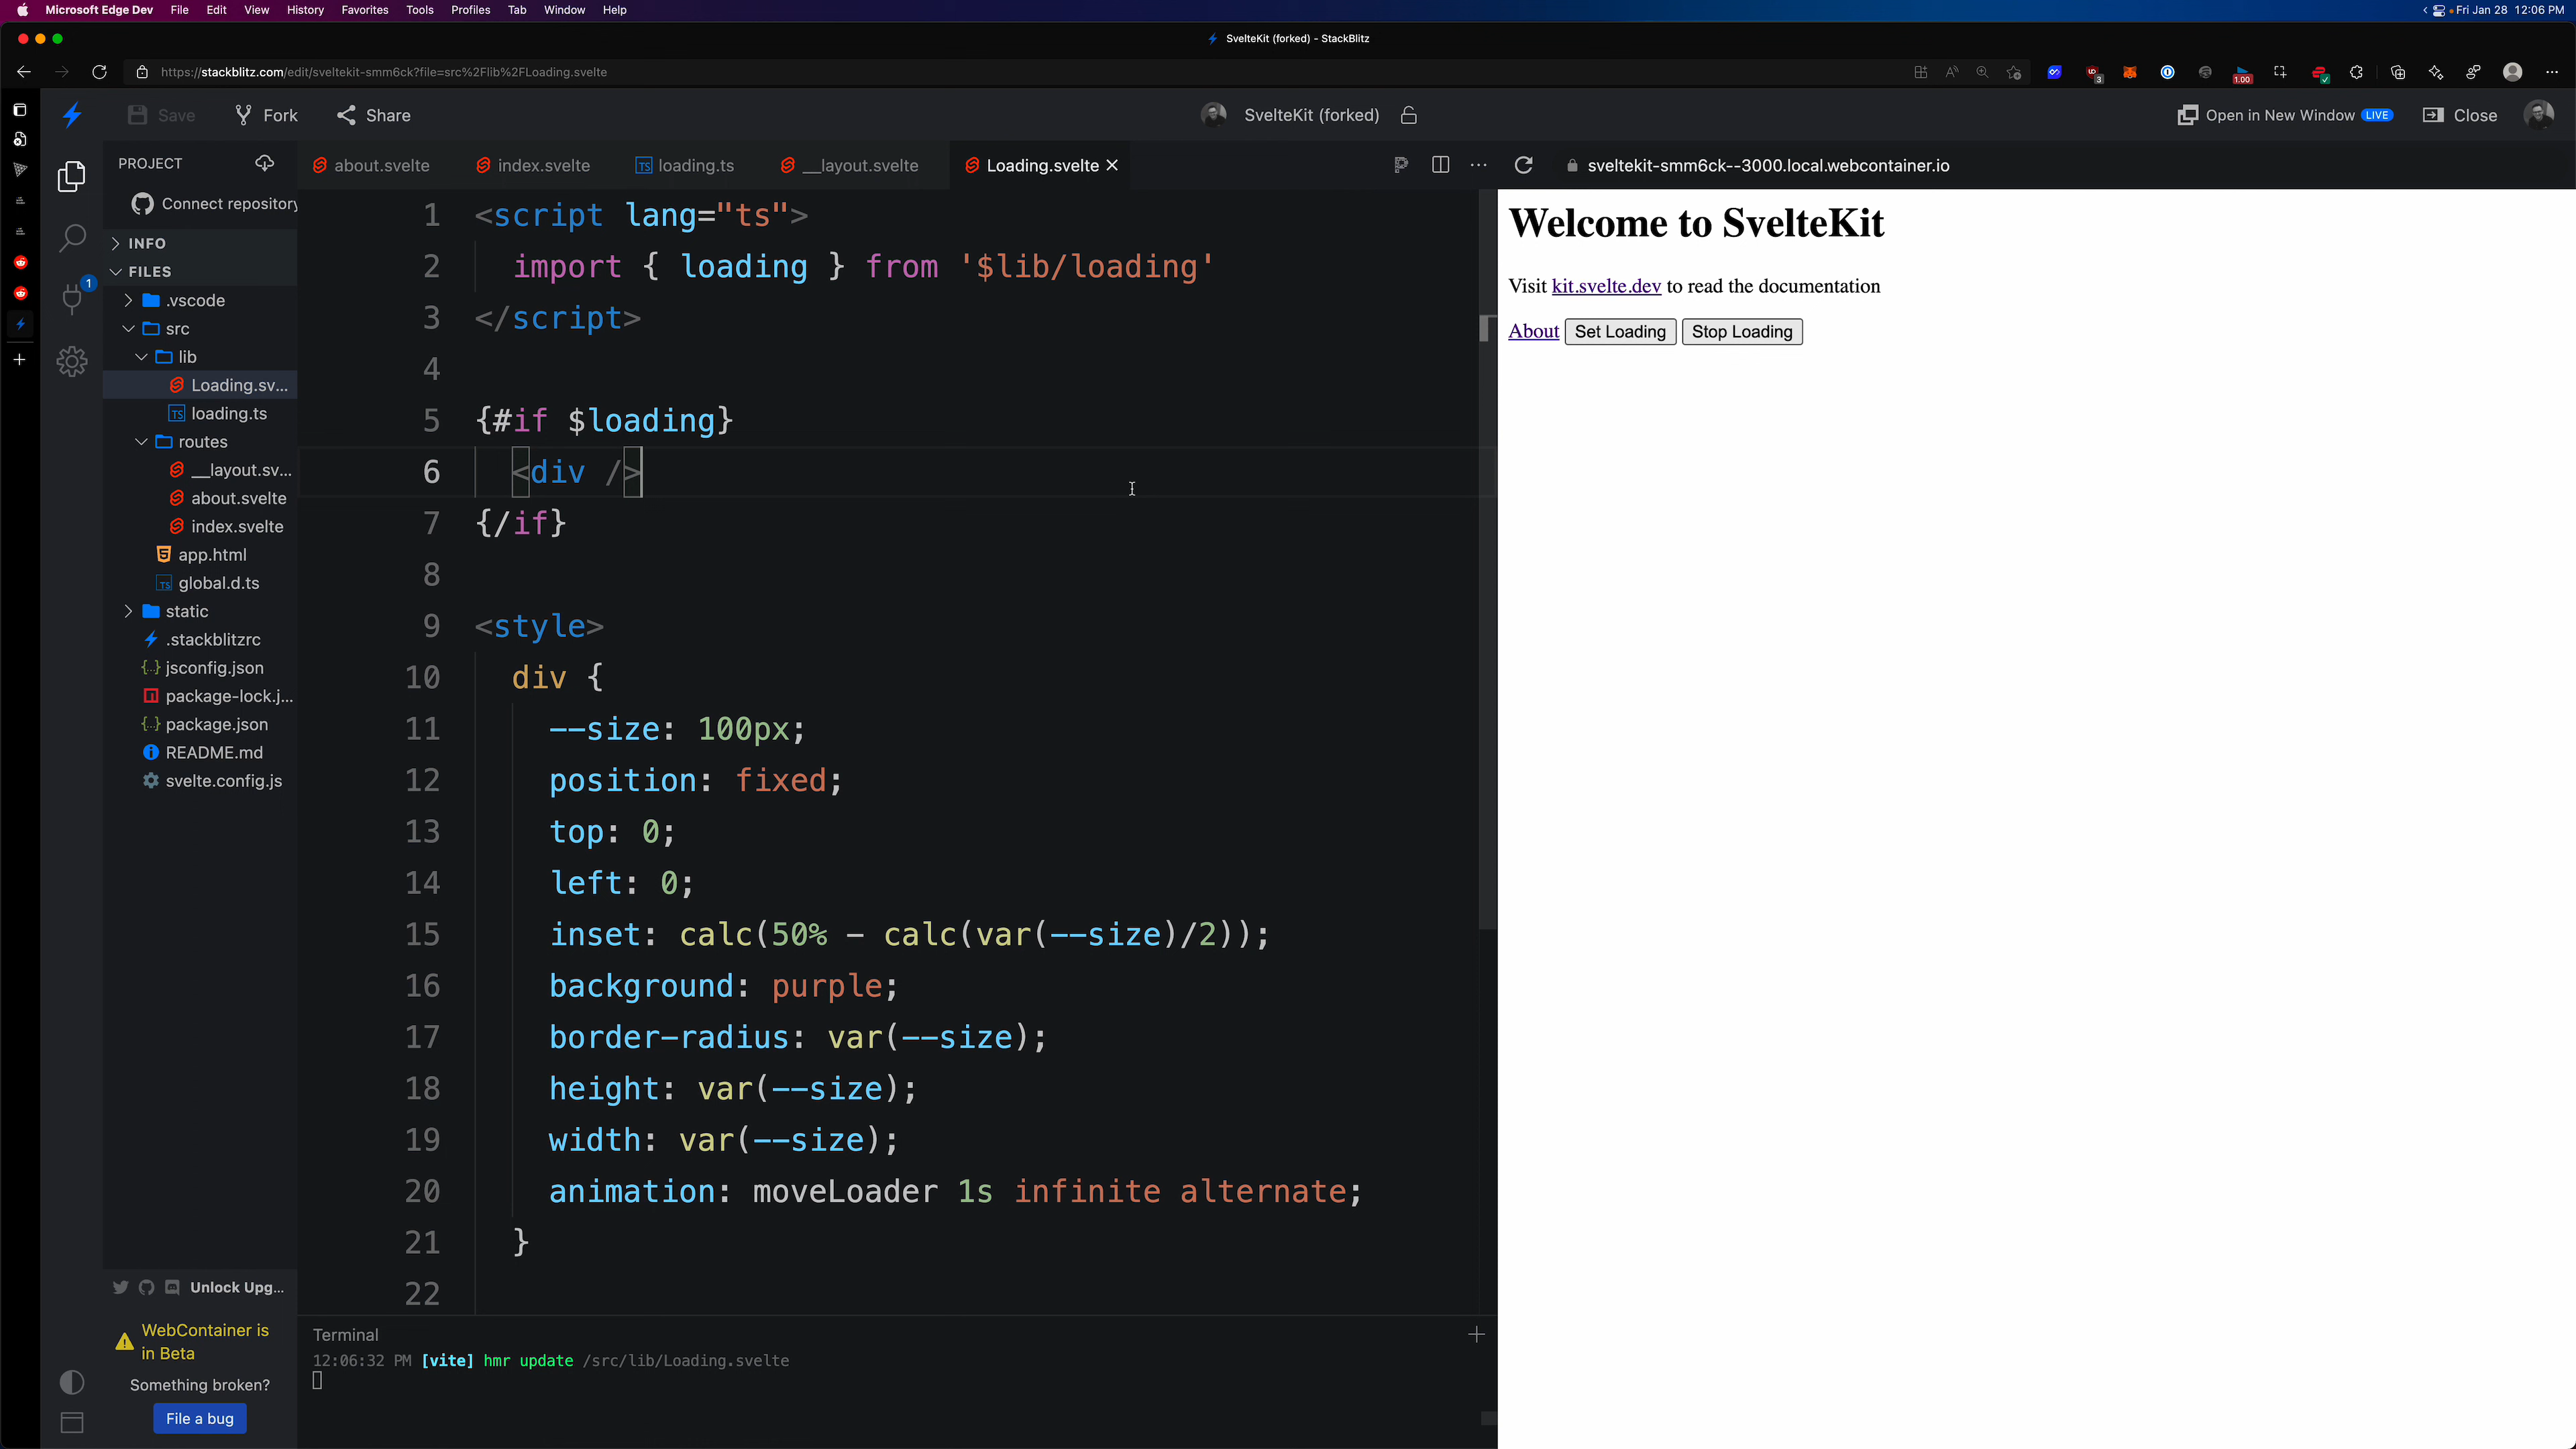 Microsoft Edge Dev File Edit View History Favorites Tools Profiles Tab Window Help
Fri Jan 28 12:06 PM
SvelteKit (forked) - StackBlitz
https://stackblitz.com/edit/sveltekit-smm6ck?file=src%2Flib%2FLoading.svelte
3
1.00
Save Fork Share
SvelteKit (forked)
Open in New Window LIVE Close
PROJECT
Connect repository
1
INFO
FILES
.vscode
src
lib
Loading.sv...
TS loading.ts
routes
__layout.sv...
about.svelte
index.svelte
app.html
TS global.d.ts
static
.stackblitzrc
{..} jsconfig.json
package-lock.j...
{..} package.json
README.md
svelte.config.js
Unlock Upg...
WebContainer is
in Beta
Something broken?
File a bug
about.svelte index.svelte TS loading.ts __layout.svelte Loading.svelte
1 <script lang="ts">
2 import { loading } from '$lib/loading'
3 </script>
4
5 {#if $loading}
6 <div />
7 {/if}
8
9 <style>
10 div {
11 --size: 100px;
12 position: fixed;
13 top: 0;
14 left: 0;
15 inset: calc(50% - calc(var(--size)/2));
16 background: purple;
17 border-radius: var(--size);
18 height: var(--size);
19 width: var(--size);
20 animation: moveLoader 1s infinite alternate;
21 }
22
Terminal
12:06:32 PM [vite] hmr update /src/lib/Loading.svelte
sveltekit-smm6ck--3000.local.webcontainer.io
Welcome to SvelteKit
Visit kit.svelte.dev to read the documentation
About Set Loading Stop Loading